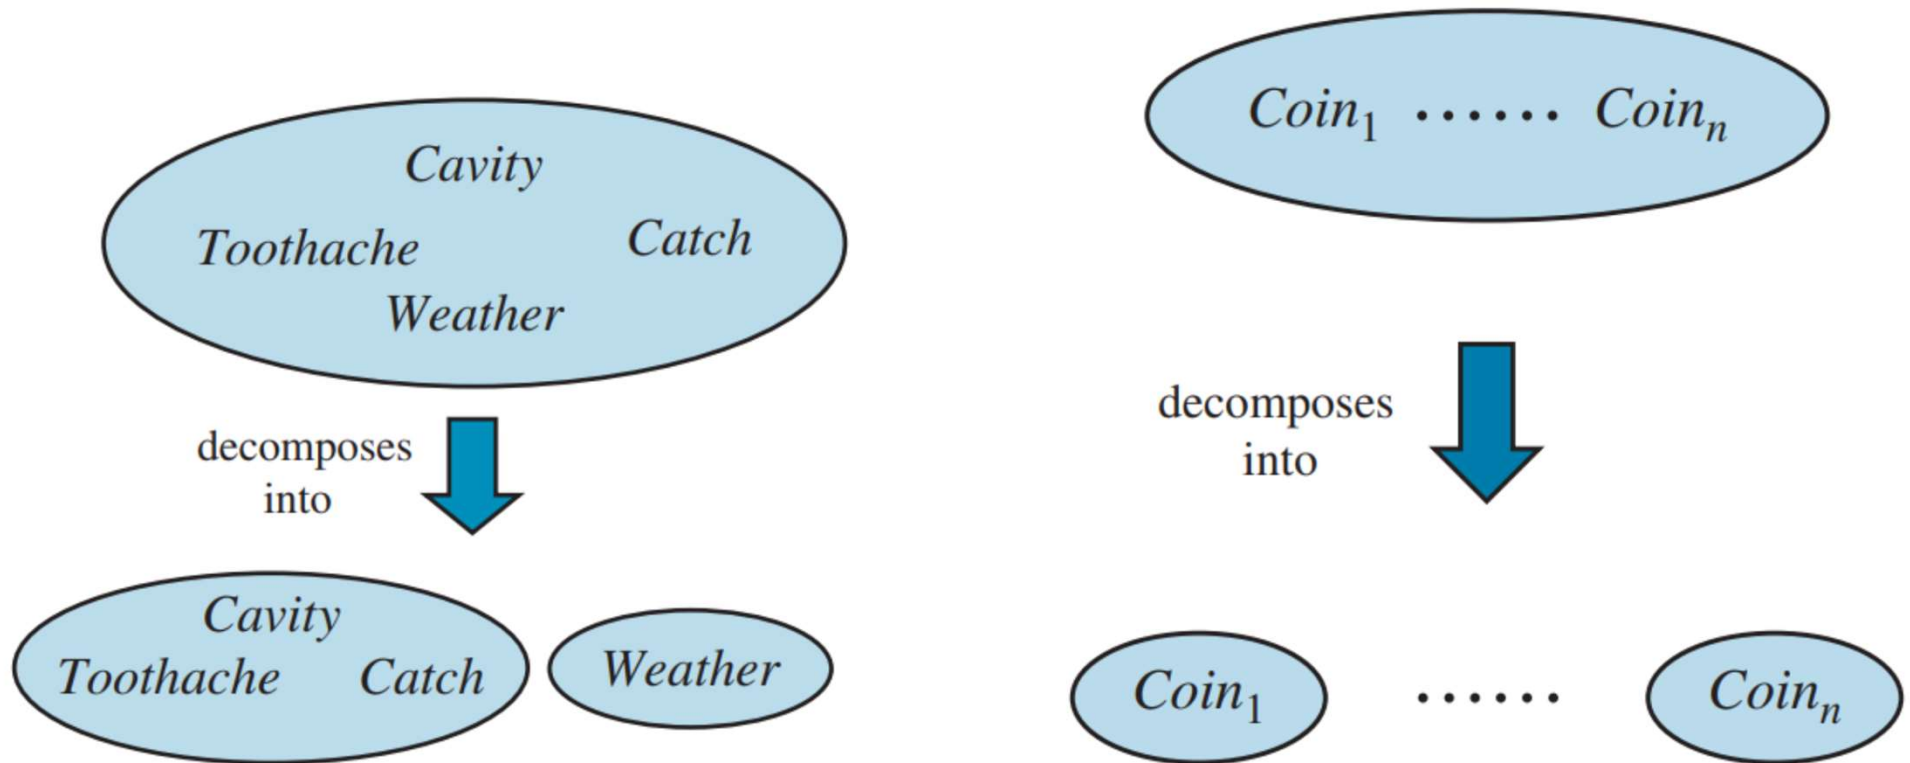 Cavity
Toothache Catch
Weather
decomposes
into
Cavity
Toothache Catch
Weather
Coin₁ ...... Coinₙ
decomposes
into
Coin₁ ...... Coinₙ